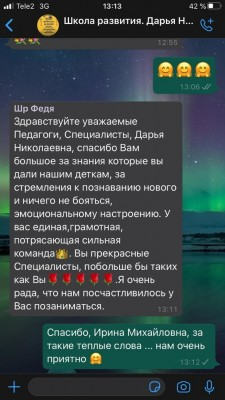 Tele2 3G 13:13 42 %
Школа развития. Дарья Н...
12:55
🤗🤗🤗
13:06
Шр Федя
Здравствуйте уважаемые
Педагоги, Специалисты, Дарья
Николаевна, спасибо Вам
большое за знания которые вы
дали нашим деткам, за
стремления к познаванию нового
и ничего не бояться,
эмоциональному настроению. У
вас единая,грамотная,
потрясающая сильная
команда👑. Вы прекрасные
Специалисты, побольше бы таких
как Вы🌹🌹🌹🌹🌹.Я очень
рада, что нам посчастливилось у
Вас позаниматься.
13:11
Спасибо, Ирина Михайловна, за
такие теплые слова ... нам очень
приятно 🤗
13:12